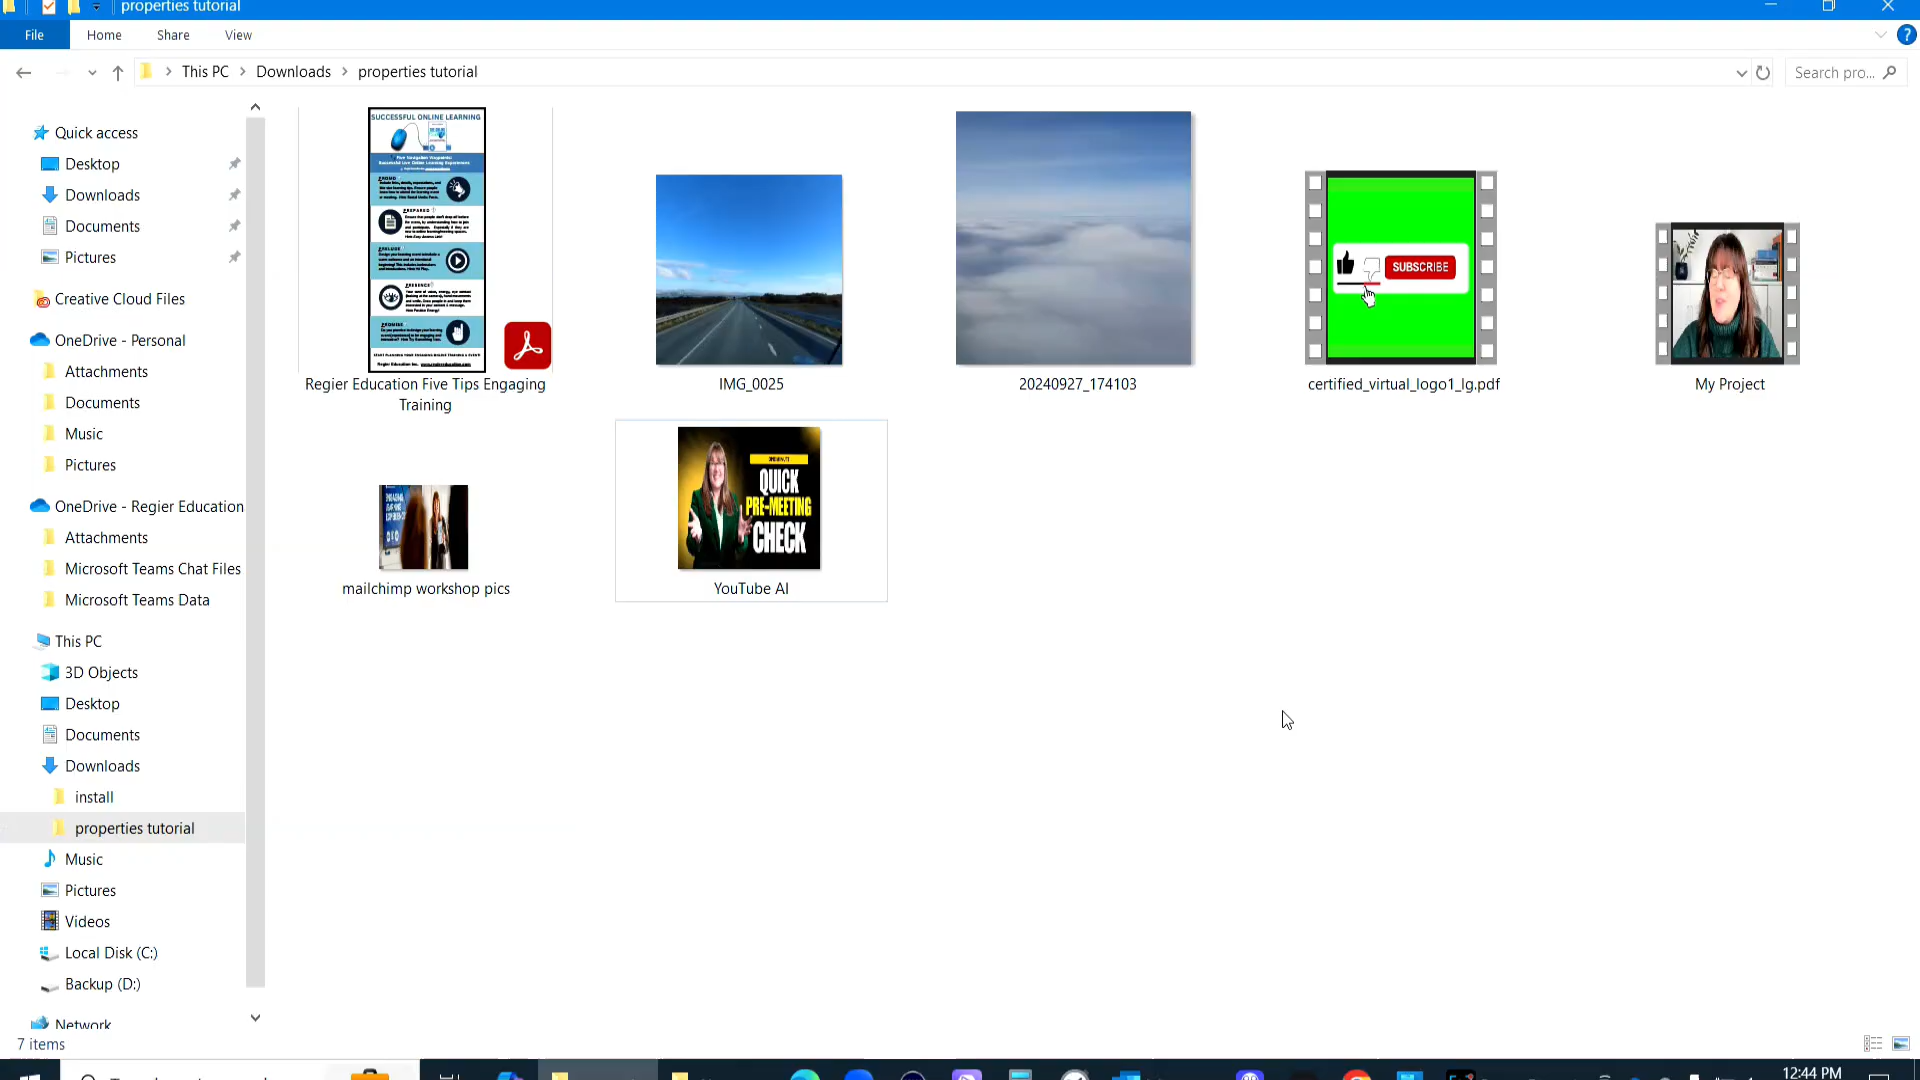 properties tutorial
File Home Share View
This PC Downloads properties tutorial
Search pro...
Quick access
Desktop
Downloads
Documents
Pictures
Creative Cloud Files
OneDrive - Personal
Attachments
Documents
Music
Pictures
OneDrive - Regier Education
Attachments
Microsoft Teams Chat Files
Microsoft Teams Data
This PC
3D Objects
Desktop
Documents
Downloads
install
properties tutorial
Music
Pictures
Videos
Local Disk (C:)
Backup (D:)
Network
SUCCESSFUL ONLINE LEARNING
Regier Education Five Tips Engaging
Training
IMG_0025
20240927_174103
SUBSCRIBE
certified_virtual_logo1_lg.pdf
My Project
mailchimp workshop pics
QUICK
PRE-MEETING
CHECK
YouTube AI
7 items
12:44 PM